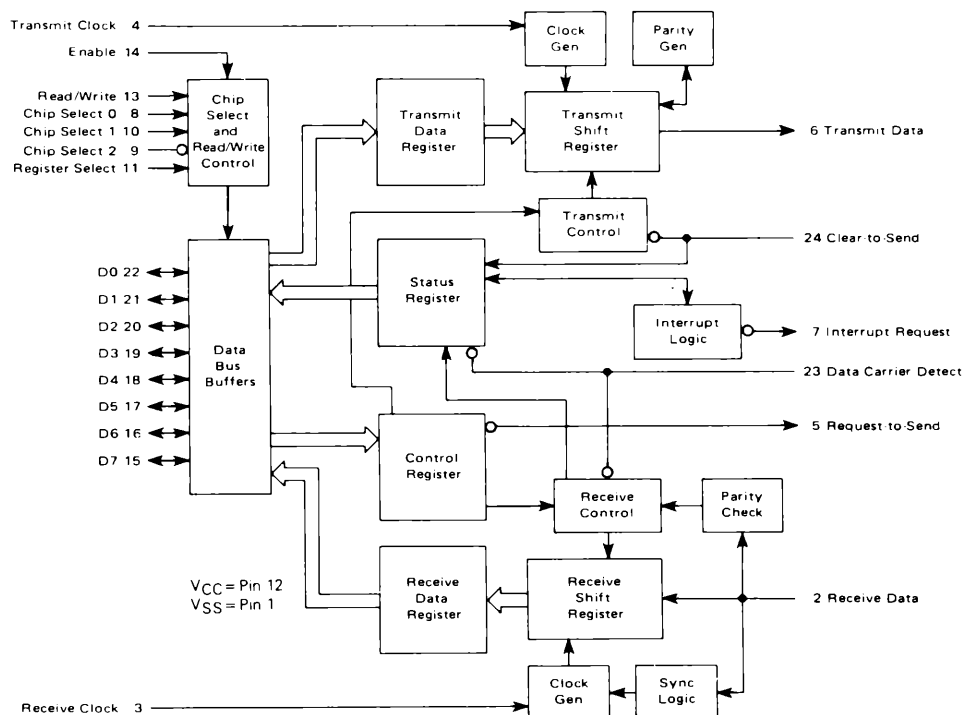 Transmit Clock 4
Clock
Gen
Parity
Gen
Enable 14
Read/Write 13
Chip Select 0 8
Chip Select 1 10
Chip Select 2 9
Register Select 11
Chip
Select
and
Read/Write
Control
Transmit
Data
Register
Transmit
Shift
Register
6 Transmit Data
Transmit
Control
24 Clear-to-Send
D0 22
D1 21
D2 20
D3 19
D4 18
D5 17
D6 16
D7 15
Data
Bus
Buffers
Status
Register
Interrupt
Logic
7 Interrupt Request
23 Data Carrier Detect
5 Request-to-Send
Control
Register
Receive
Control
Parity
Check
VCC = Pin 12
VSS = Pin 1
Receive
Data
Register
Receive
Shift
Register
2 Receive Data
Clock
Gen
Sync
Logic
Receive Clock 3